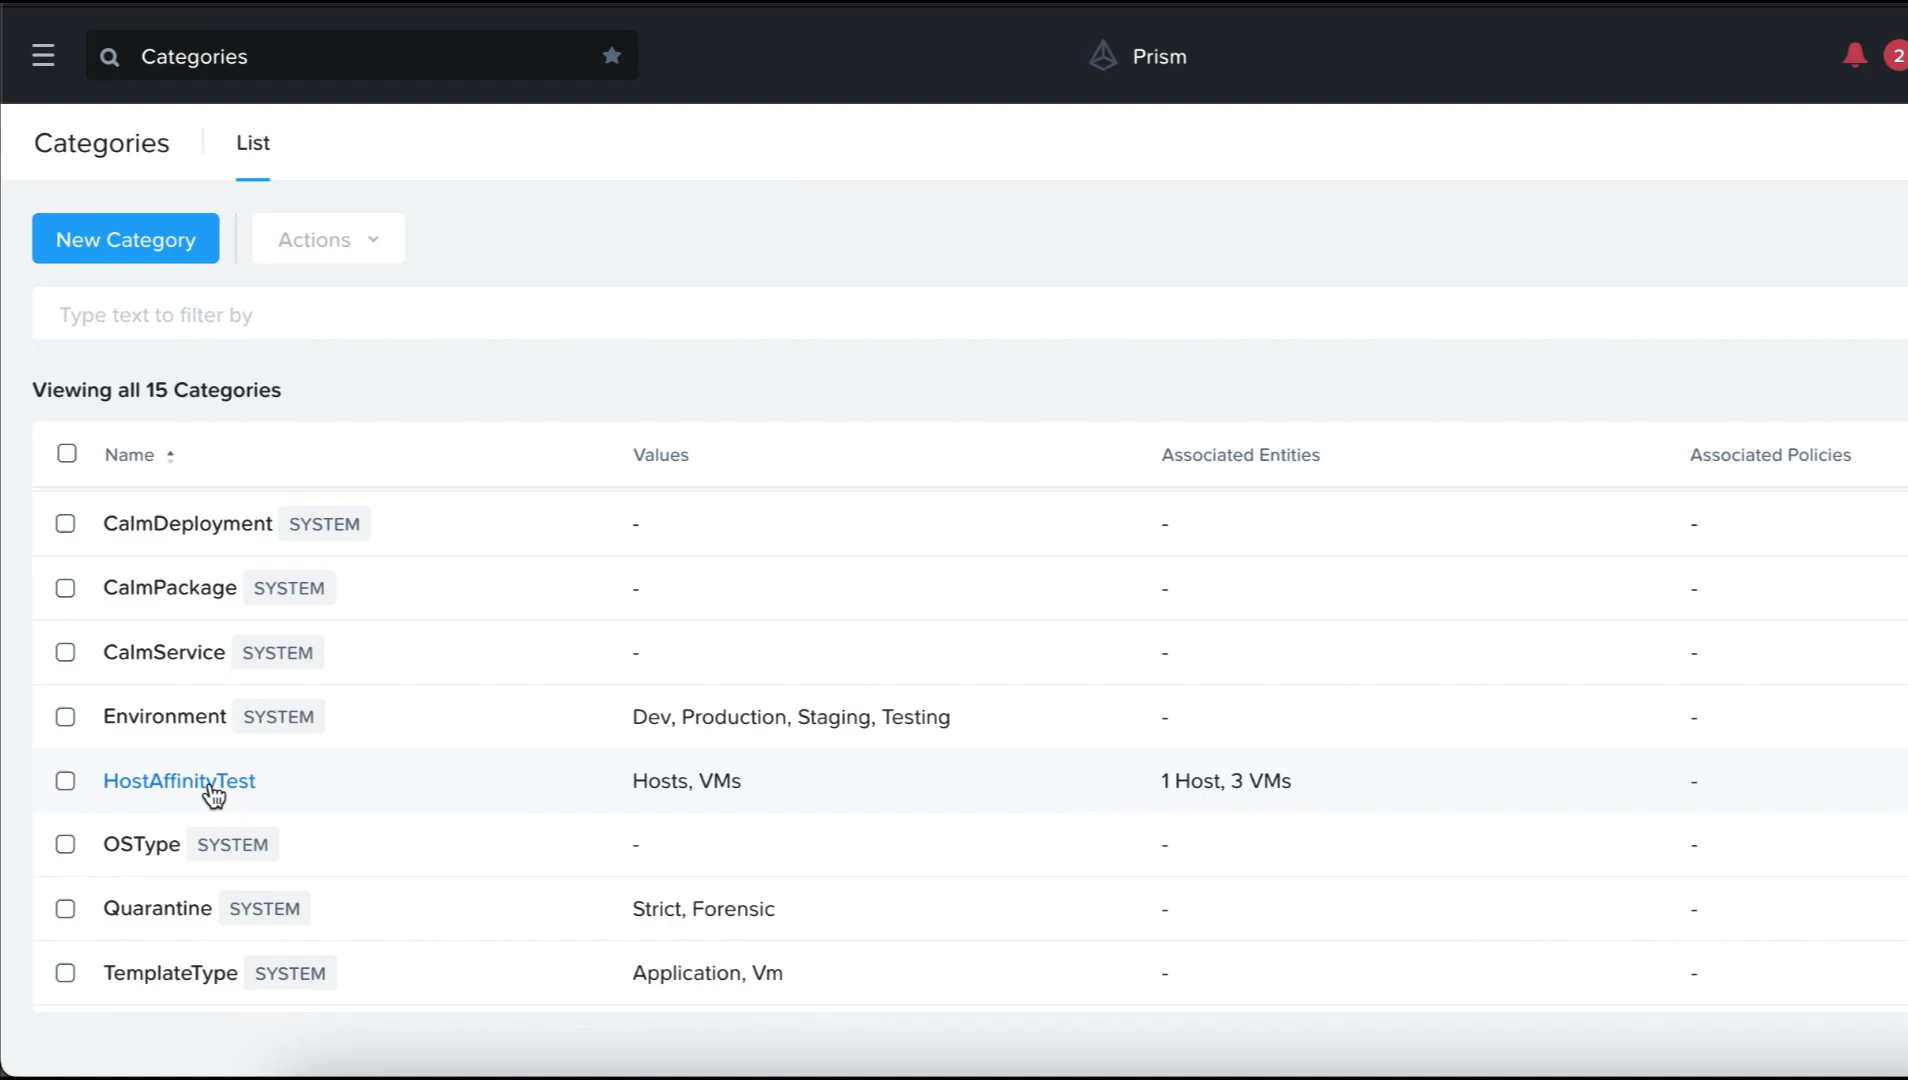 Categories
Prism
2
Categories
List
New Category
Actions
Type text to filter by
Viewing all 15 Categories
Name Values Associated Entities Associated Policies
CalmDeployment SYSTEM - - -
CalmPackage SYSTEM - - -
CalmService SYSTEM - - -
Environment SYSTEM Dev, Production, Staging, Testing - -
HostAffinityTest Hosts, VMs 1 Host, 3 VMs -
OSType SYSTEM - - -
Quarantine SYSTEM Strict, Forensic - -
TemplateType SYSTEM Application, Vm - -